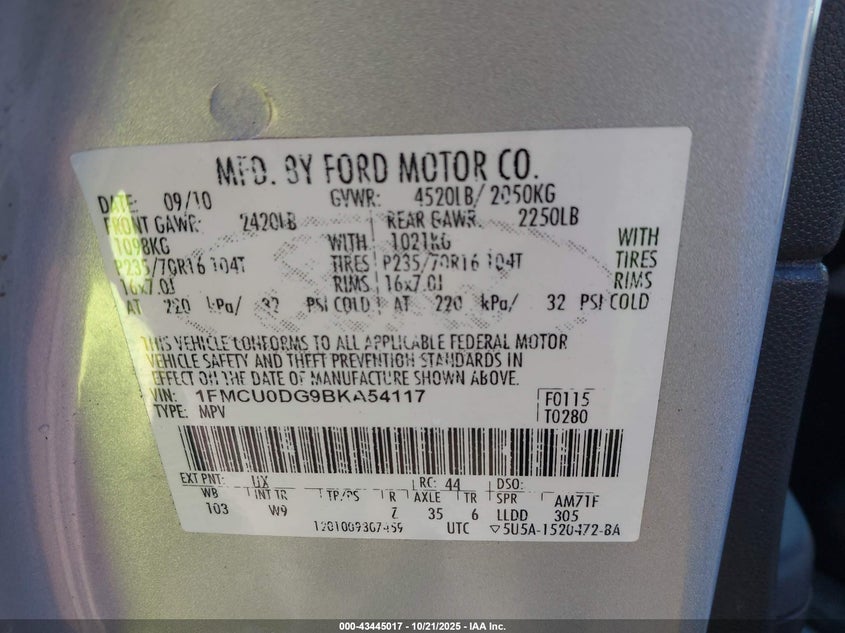 MFD. BY FORD MOTOR CO.
DATE: 09/10 GVWR: 4520LB/ 2050KG
FRONT GAWR: 2420LB REAR GAWR: 2250LB
1098KG WITH 1021KG WITH
P235/70R16 104T TIRES P235/70R16 104T TIRES
16x7.0J RIMS 16x7.0J RIMS
AT 220 kPa/ 32 PSI COLD AT 220 kPa/ 32 PSI COLD
THIS VEHICLE CONFORMS TO ALL APPLICABLE FEDERAL MOTOR
VEHICLE SAFETY AND THEFT PREVENTION STANDARDS IN
EFFECT ON THE DATE OF MANUFACTURE SHOWN ABOVE.
VIN: 1FMCU0DG9BKA54117 F0115
TYPE: MPV T0280
EXT PNT: UX RC: 44 DSO:
WB INT TR TP/PS R AXLE TR SPR AM71F
103 W9 7 35 6 LLDD 305
UTC ▽5U5A-1520472-BA
000-43445017 - 10/21/2025 - IAA Inc.